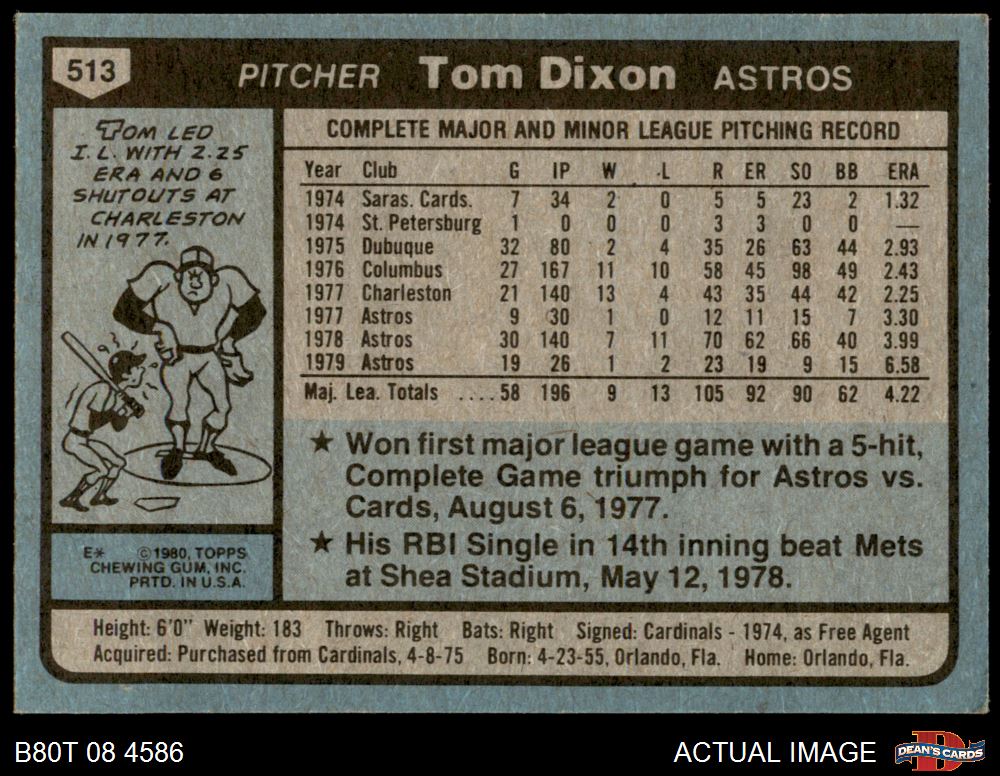 513 PITCHER Tom Dixon ASTROS
TOM LED
I.L. WITH 2.25
ERA AND 6
SHUTOUTS AT
CHARLESTON
IN 1977.
COMPLETE MAJOR AND MINOR LEAGUE PITCHING RECORD
Year Club G IP W L R ER SO BB ERA
1974 Saras. Cards. 7 34 2 0 5 5 23 2 1.32
1974 St. Petersburg 1 0 0 0 3 3 0 0 —
1975 Dubuque 32 80 2 4 35 26 63 44 2.93
1976 Columbus 27 167 11 10 58 45 98 49 2.43
1977 Charleston 21 140 13 4 43 35 44 42 2.25
1977 Astros 9 30 1 0 12 11 15 7 3.30
1978 Astros 30 140 7 11 70 62 66 40 3.99
1979 Astros 19 26 1 2 23 19 9 15 6.58
Maj. Lea. Totals ....58 196 9 13 105 92 90 62 4.22
★ Won first major league game with a 5-hit,
Complete Game triumph for Astros vs.
Cards, August 6, 1977.
★ His RBI Single in 14th inning beat Mets
at Shea Stadium, May 12, 1978.
E* ©1980, TOPPS
CHEWING GUM, INC.
PRTD. IN U.S.A.
Height: 6'0" Weight: 183 Throws: Right Bats: Right Signed: Cardinals - 1974, as Free Agent
Acquired: Purchased from Cardinals, 4-8-75 Born: 4-23-55, Orlando, Fla. Home: Orlando, Fla.
B80T 08 4586 ACTUAL IMAGE DEAN'S CARDS